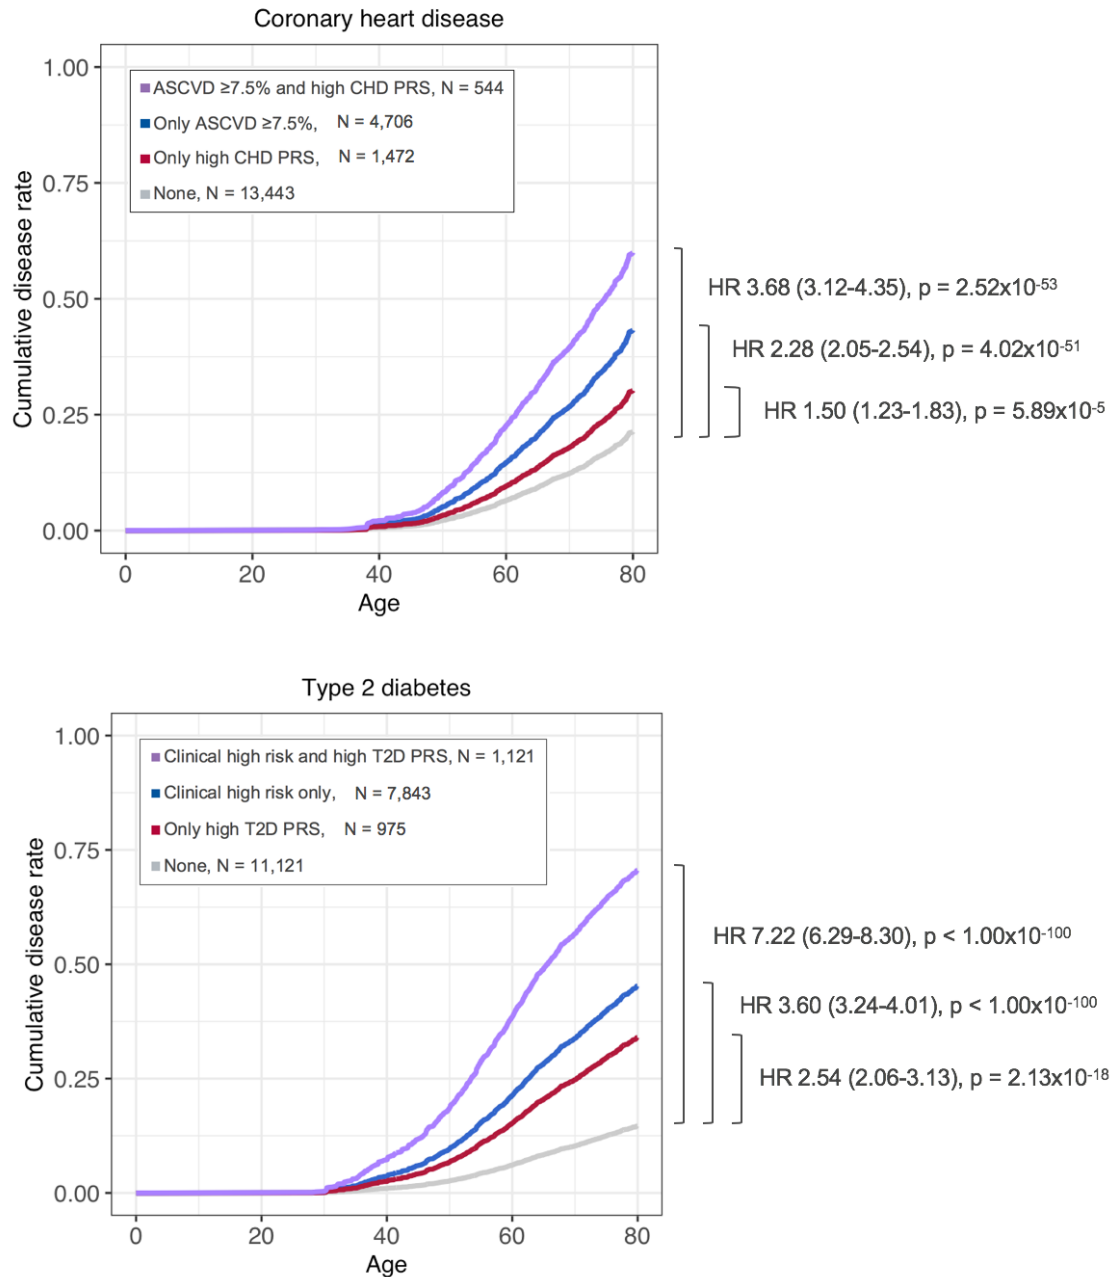 Coronary heart disease
Cumulative disease rate
1.00
0.75
0.50
0.25
0.00
ASCVD ≥7.5% and high CHD PRS, N = 544
Only ASCVD ≥7.5%, N = 4,706
Only high CHD PRS, N = 1,472
None, N = 13,443
HR 3.68 (3.12-4.35), p = 2.52x10⁻⁵³
HR 2.28 (2.05-2.54), p = 4.02x10⁻⁵¹
HR 1.50 (1.23-1.83), p = 5.89x10⁻⁵
0 20 40 60 80
Age
Type 2 diabetes
Cumulative disease rate
1.00
0.75
0.50
0.25
0.00
Clinical high risk and high T2D PRS, N = 1,121
Clinical high risk only, N = 7,843
Only high T2D PRS, N = 975
None, N = 11,121
HR 7.22 (6.29-8.30), p < 1.00x10⁻¹⁰⁰
HR 3.60 (3.24-4.01), p < 1.00x10⁻¹⁰⁰
HR 2.54 (2.06-3.13), p = 2.13x10⁻¹⁸
0 20 40 60 80
Age